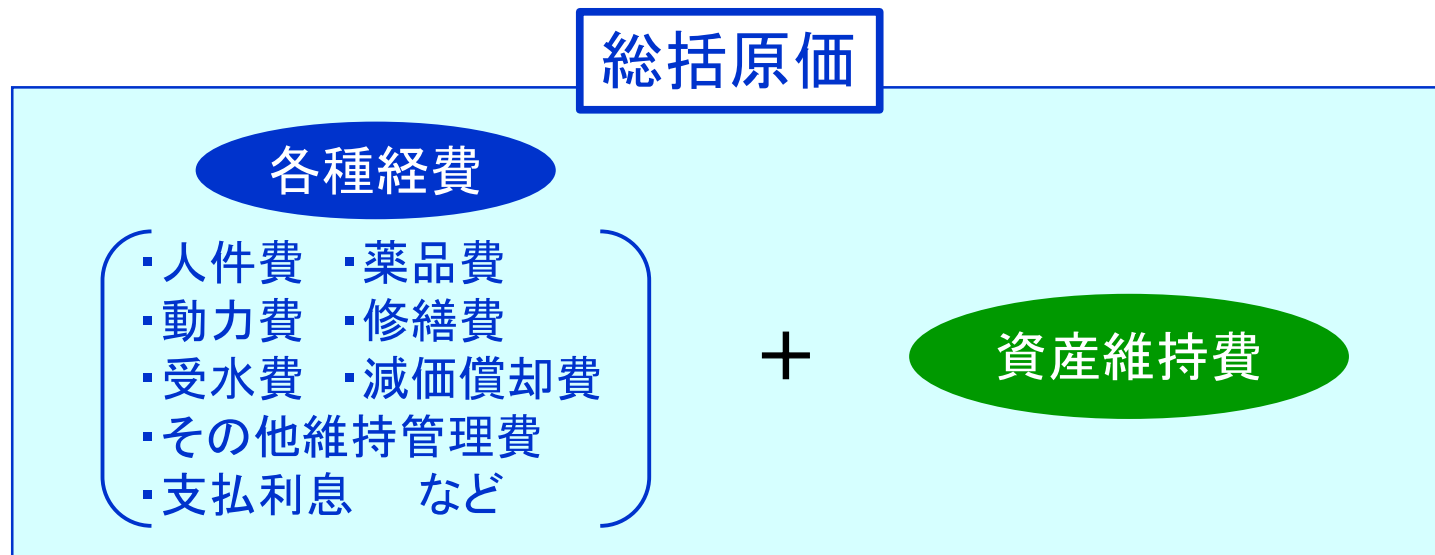 総括原価
各種経費
・人件費　・薬品費
・動力費　・修繕費
・受水費　・減価償却費
・その他維持管理費
・支払利息　など
＋
資産維持費